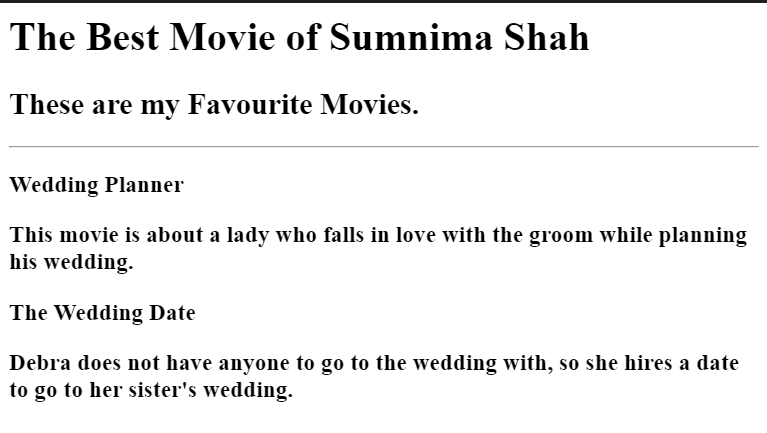 The Best Movie of Sumnima Shah
These are my Favourite Movies.
Wedding Planner
This movie is about a lady who falls in love with the groom while planning
his wedding.
The Wedding Date
Debra does not have anyone to go to the wedding with, so she hires a date
to go to her sister's wedding.